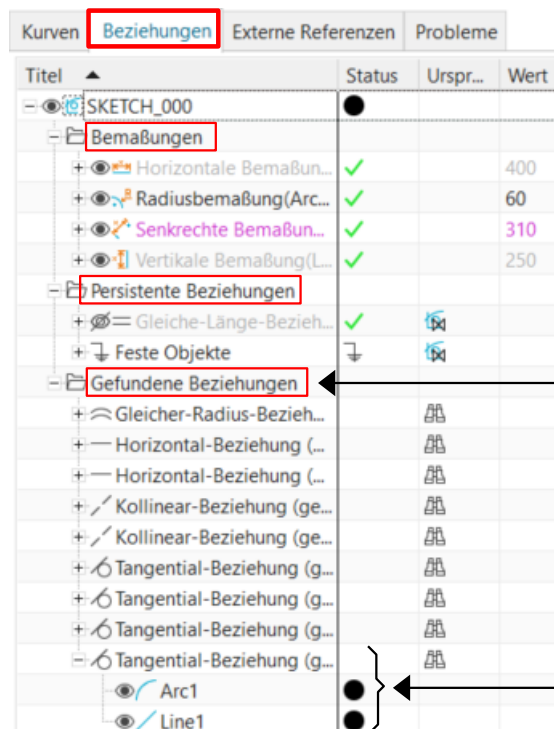 Kurven Beziehungen Externe Referenzen Probleme
Titel Status Urspr... Wert
SKETCH_000
Bemaßungen
Horizontale Bemaßun... 400
Radiusbemaßung(Arc... 60
Senkrechte Bemaßun... 310
Vertikale Bemaßung(L... 250
Persistente Beziehungen
Gleiche-Länge-Bezieh...
Feste Objekte
Gefundene Beziehungen
Gleicher-Radius-Bezieh...
Horizontal-Beziehung (...
Horizontal-Beziehung (...
Kollinear-Beziehung (ge...
Kollinear-Beziehung (ge...
Tangential-Beziehung (g...
Tangential-Beziehung (g...
Tangential-Beziehung (g...
Tangential-Beziehung (g...
Arc1
Line1